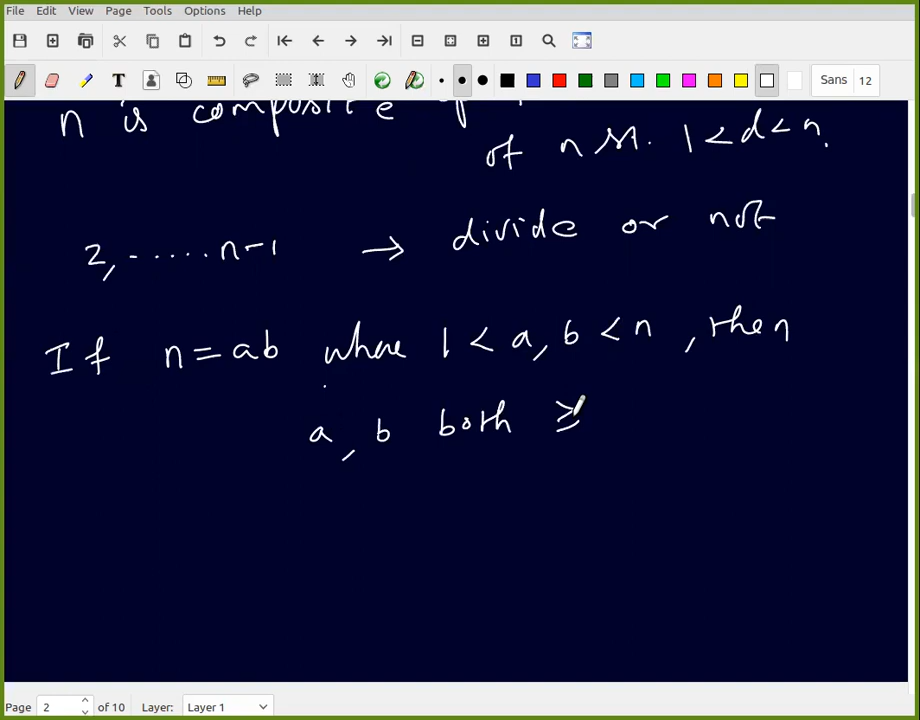 File Edit View Page Tools Options Help
Sans 12
n is composite
of n st. 1 < d < n.
2, ..... n-1 → divide or not
If n = ab where 1 < a, b < n, then
a, b both ≥
Page 2 of 10 Layer: Layer 1